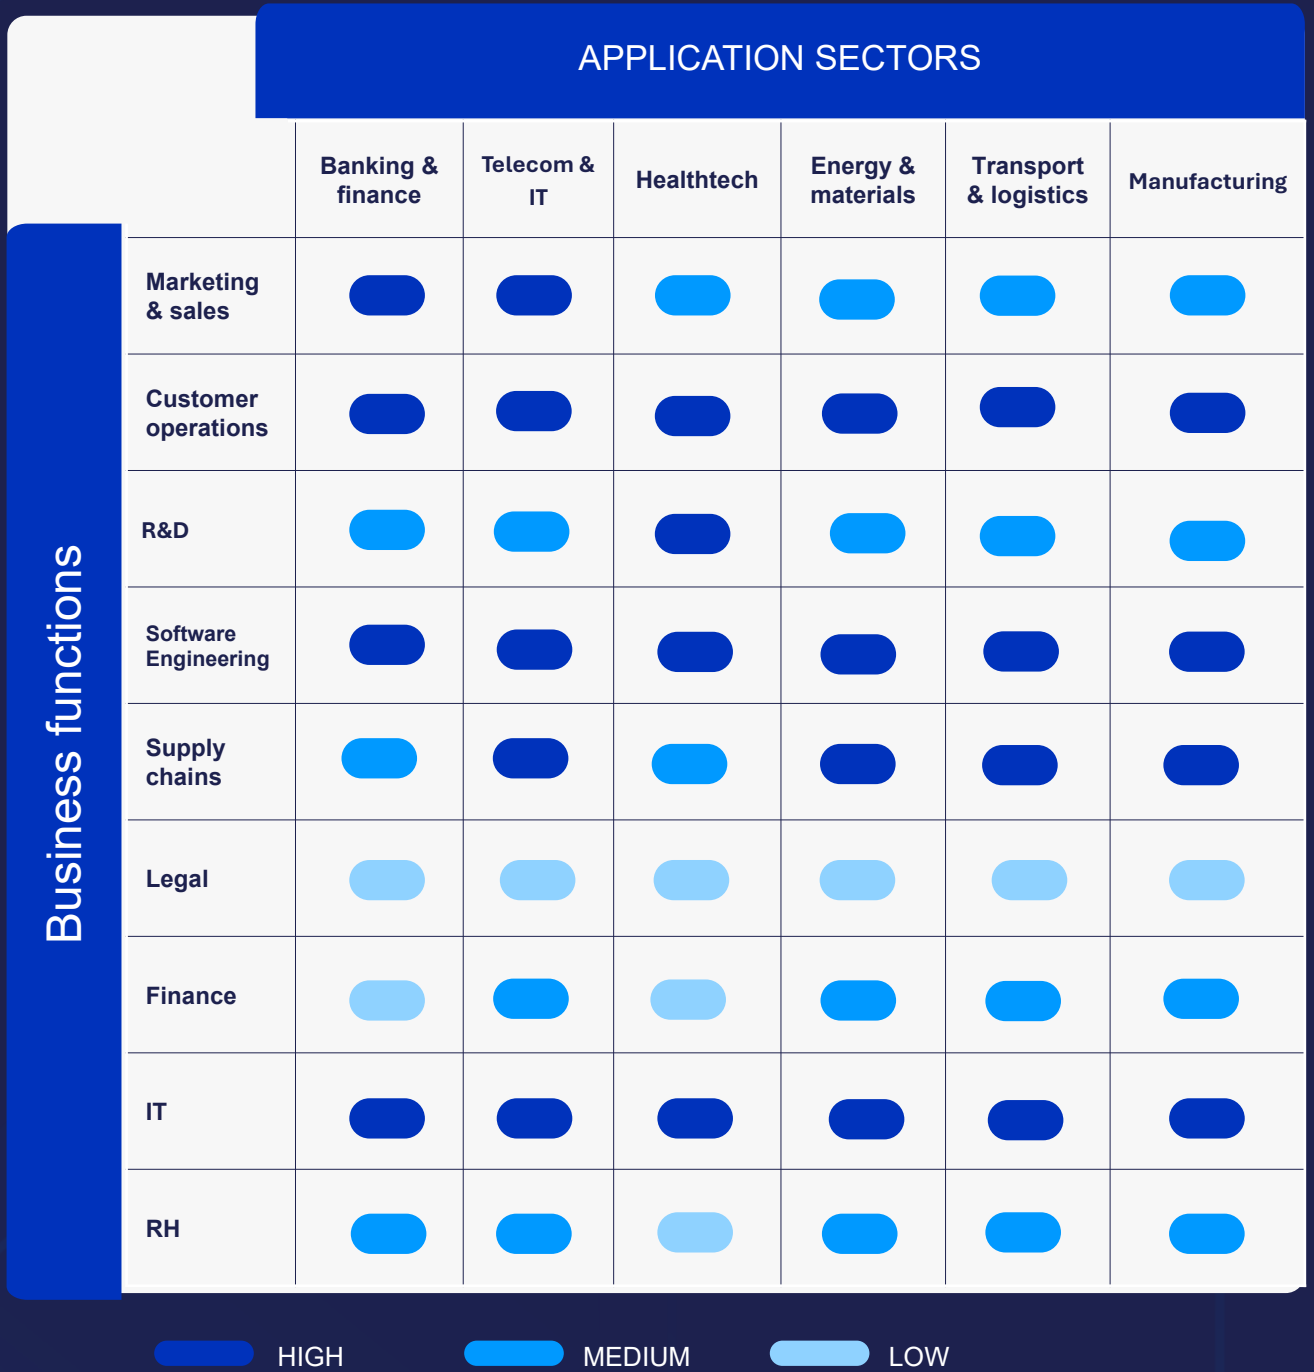 APPLICATION SECTORS
Banking &
finance
Telecom &
IT
Healthtech
Energy &
materials
Transport
& logistics
Manufacturing
Business functions
Marketing
& sales
Customer
operations
R&D
Software
Engineering
Supply
chains
Legal
Finance
IT
RH
HIGH
MEDIUM
LOW